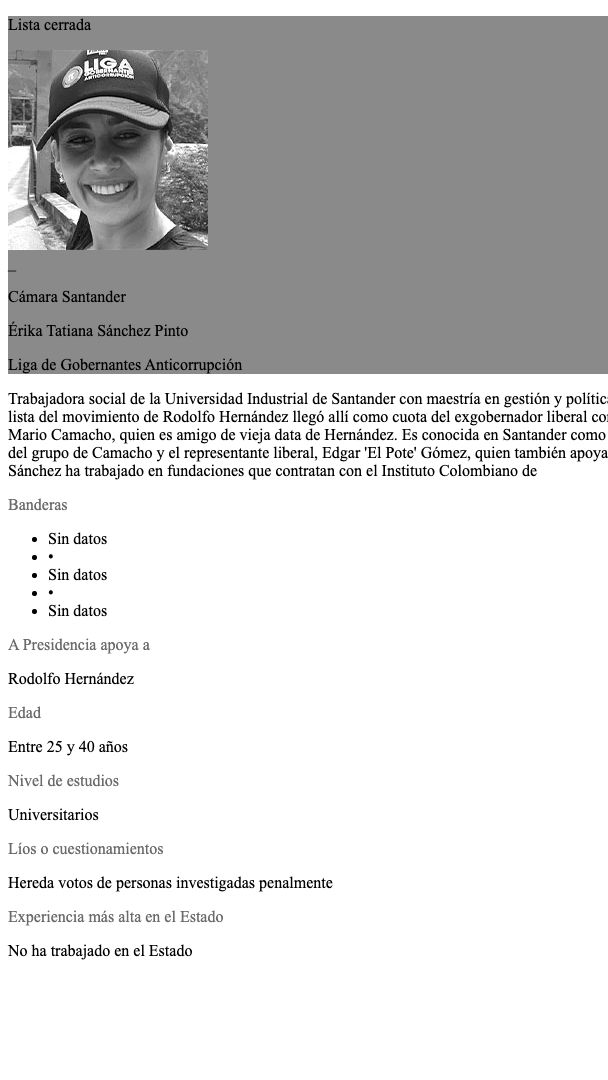 Lista cerrada
LIGA
GOBERNANTES
ANTICORRUPCIÓN
_
Cámara Santander
Érika Tatiana Sánchez Pinto
Liga de Gobernantes Anticorrupción
Trabajadora social de la Universidad Industrial de Santander con maestría en gestión y polític
lista del movimiento de Rodolfo Hernández llegó allí como cuota del exgobernador liberal co
Mario Camacho, quien es amigo de vieja data de Hernández. Es conocida en Santander como
del grupo de Camacho y el representante liberal, Edgar 'El Pote' Gómez, quien también apoya
Sánchez ha trabajado en fundaciones que contratan con el Instituto Colombiano de
Banderas
• Sin datos
• •
• Sin datos
• •
• Sin datos
A Presidencia apoya a
Rodolfo Hernández
Edad
Entre 25 y 40 años
Nivel de estudios
Universitarios
Líos o cuestionamientos
Hereda votos de personas investigadas penalmente
Experiencia más alta en el Estado
No ha trabajado en el Estado